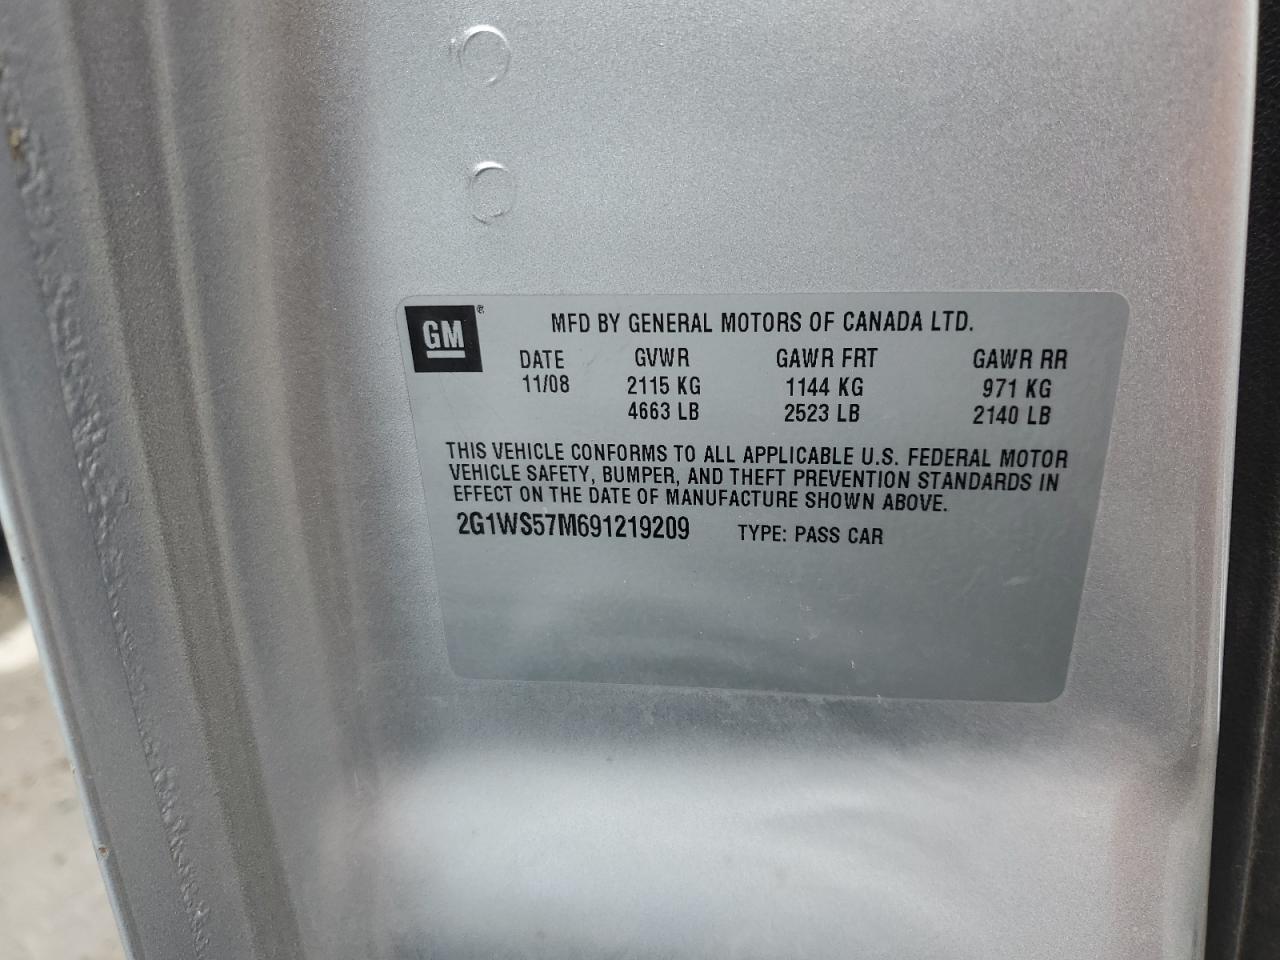 GM®
MFD BY GENERAL MOTORS OF CANADA LTD.
DATE GVWR GAWR FRT GAWR RR
11/08 2115 KG 1144 KG 971 KG
4663 LB 2523 LB 2140 LB
THIS VEHICLE CONFORMS TO ALL APPLICABLE U.S. FEDERAL MOTOR
VEHICLE SAFETY, BUMPER, AND THEFT PREVENTION STANDARDS IN
EFFECT ON THE DATE OF MANUFACTURE SHOWN ABOVE.
2G1WS57M691219209 TYPE: PASS CAR